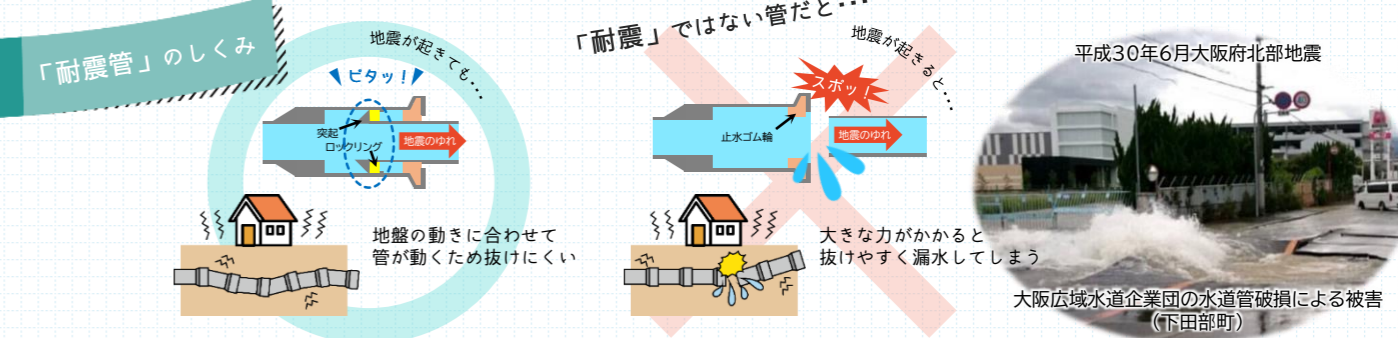 「耐震管」のしくみ
地震が起きても・・・
ピタッ！
突起
ロックリング
地震のゆれ
地盤の動きに合わせて
管が動くため抜けにくい
「耐震」ではない管だと・・・
地震が起きると・・・
スポッ！
止水ゴム輪
地震のゆれ
大きな力がかかると
抜けやすく漏水してしまう
平成30年6月大阪府北部地震
大阪広域水道企業団の水道管破損による被害
（下田部町）